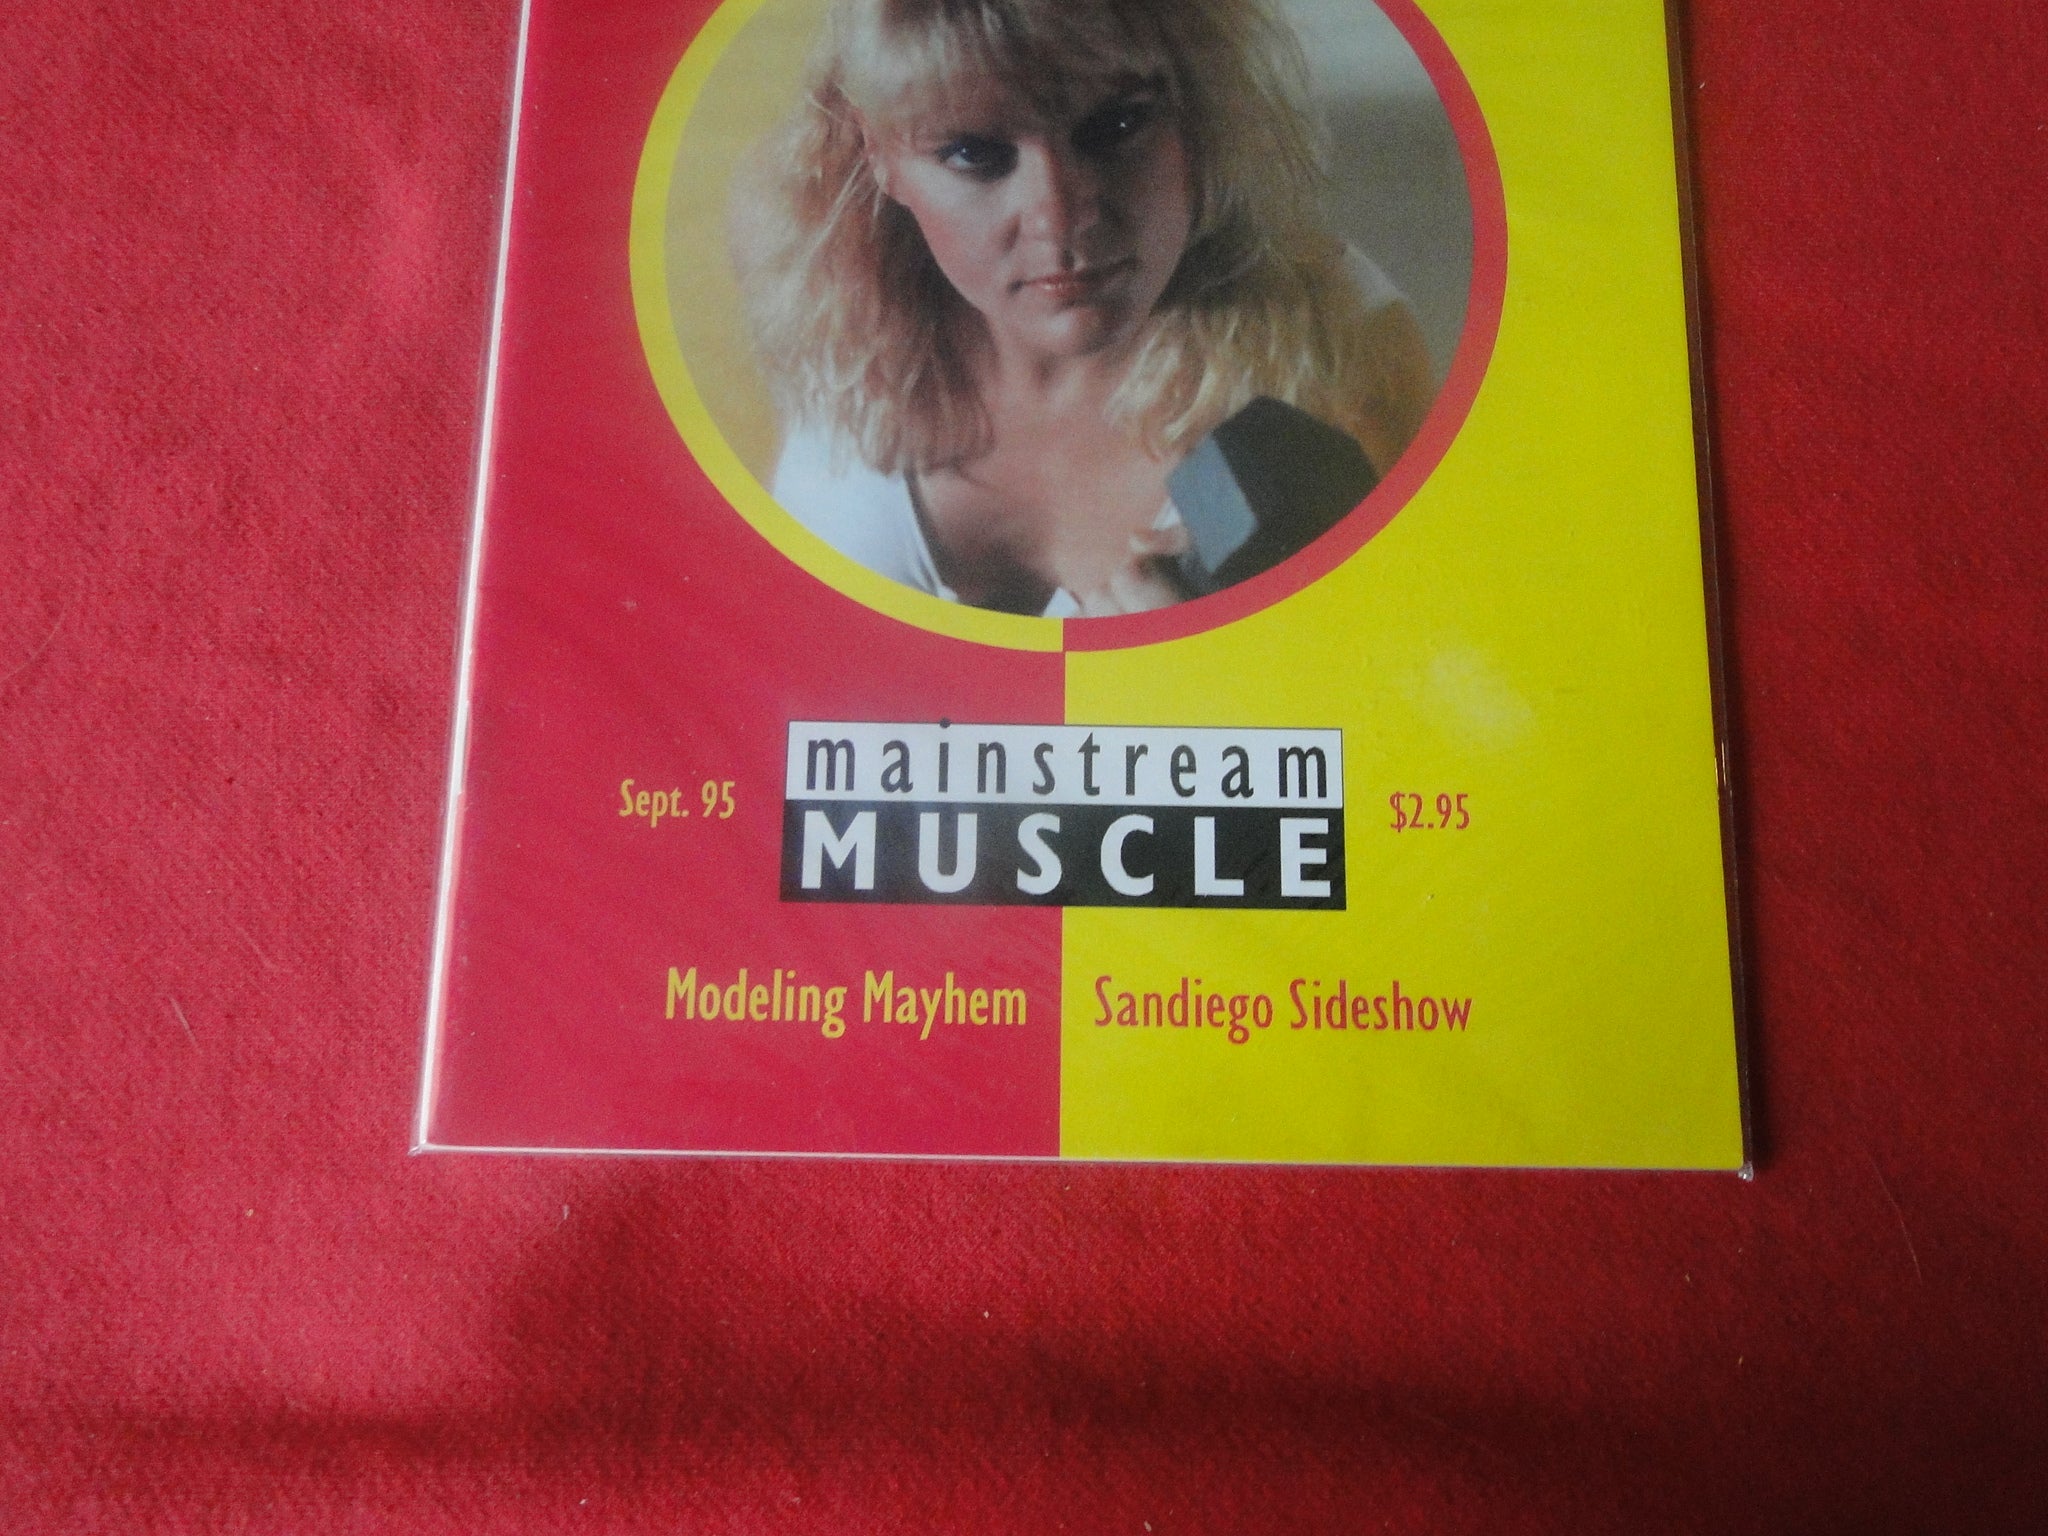 mainstream
MUSCLE
Sept. 95
$2.95
Modeling Mayhem
Sandiego Sideshow